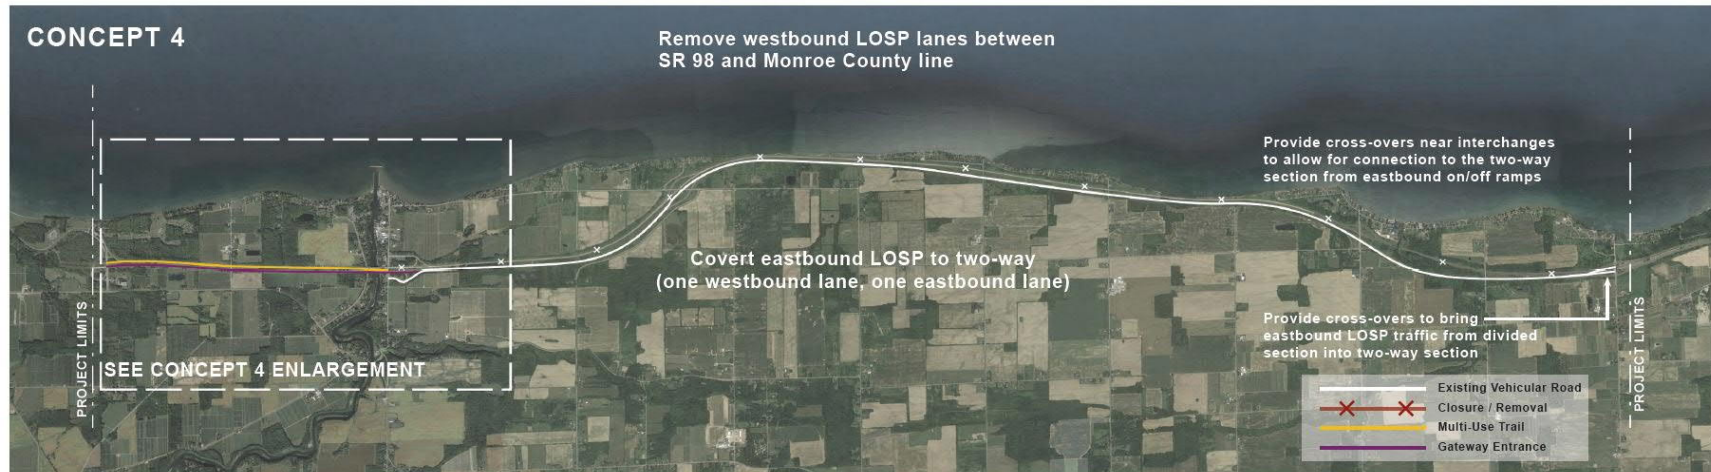 CONCEPT 4
Remove westbound LOSP lanes between
SR 98 and Monroe County line
Provide cross-overs near interchanges
to allow for connection to the two-way
section from eastbound on/off ramps
Covert eastbound LOSP to two-way
(one westbound lane, one eastbound lane)
PROJECT LIMITS
SEE CONCEPT 4 ENLARGEMENT
Provide cross-overs to bring
eastbound LOSP traffic from divided
section into two-way section
PROJECT LIMITS
Existing Vehicular Road
Closure / Removal
Multi-Use Trail
Gateway Entrance